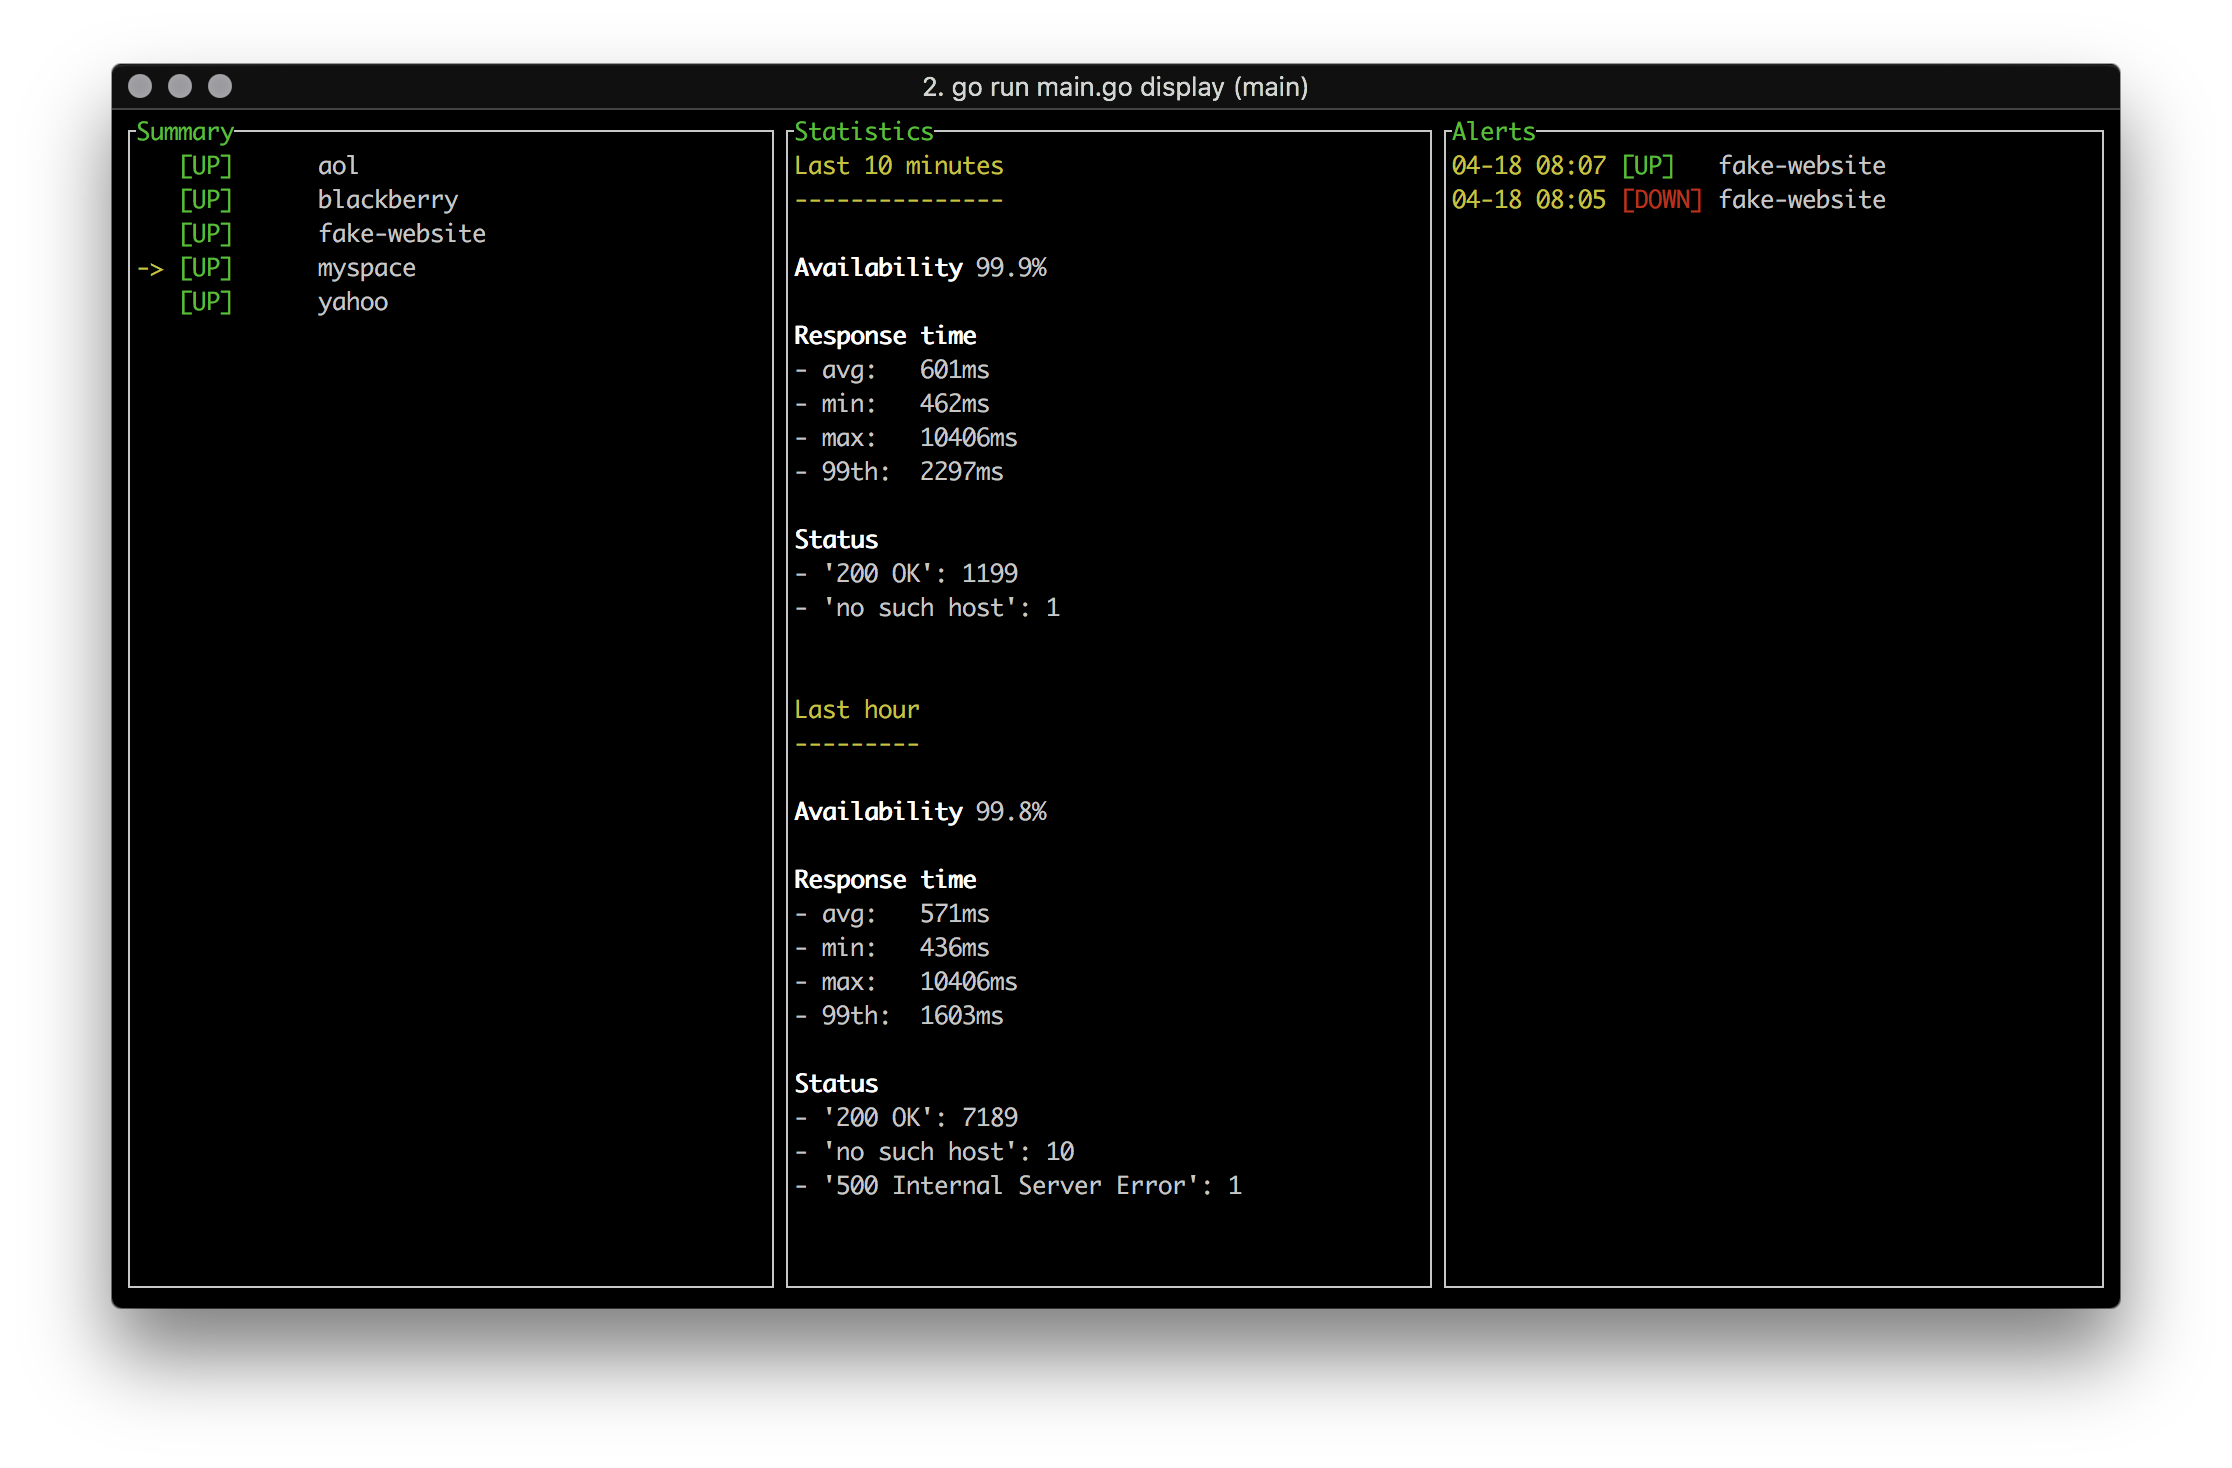 2. go run main.go display (main)
Summary
[UP] aol
[UP] blackberry
[UP] fake-website
-> [UP] myspace
[UP] yahoo
Statistics
Last 10 minutes
---------------
Availability 99.9%
Response time
- avg: 601ms
- min: 462ms
- max: 10406ms
- 99th: 2297ms
Status
- '200 OK': 1199
- 'no such host': 1
Last hour
---------
Availability 99.8%
Response time
- avg: 571ms
- min: 436ms
- max: 10406ms
- 99th: 1603ms
Status
- '200 OK': 7189
- 'no such host': 10
- '500 Internal Server Error': 1
Alerts
04-18 08:07 [UP] fake-website
04-18 08:05 [DOWN] fake-website